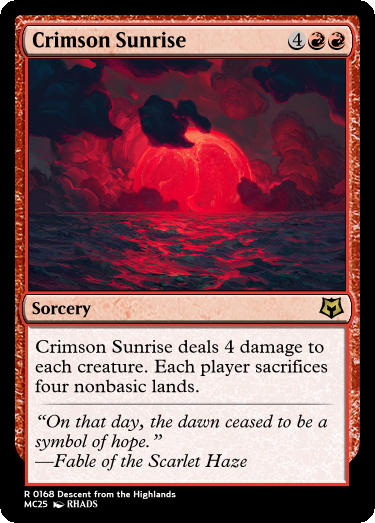 Crimson Sunrise 4
Sorcery
Crimson Sunrise deals 4 damage to
each creature. Each player sacrifices
four nonbasic lands.
“On that day, the dawn ceased to be a
symbol of hope.”
—Fable of the Scarlet Haze
R 0168 Descent from the Highlands
MC25 RHADS